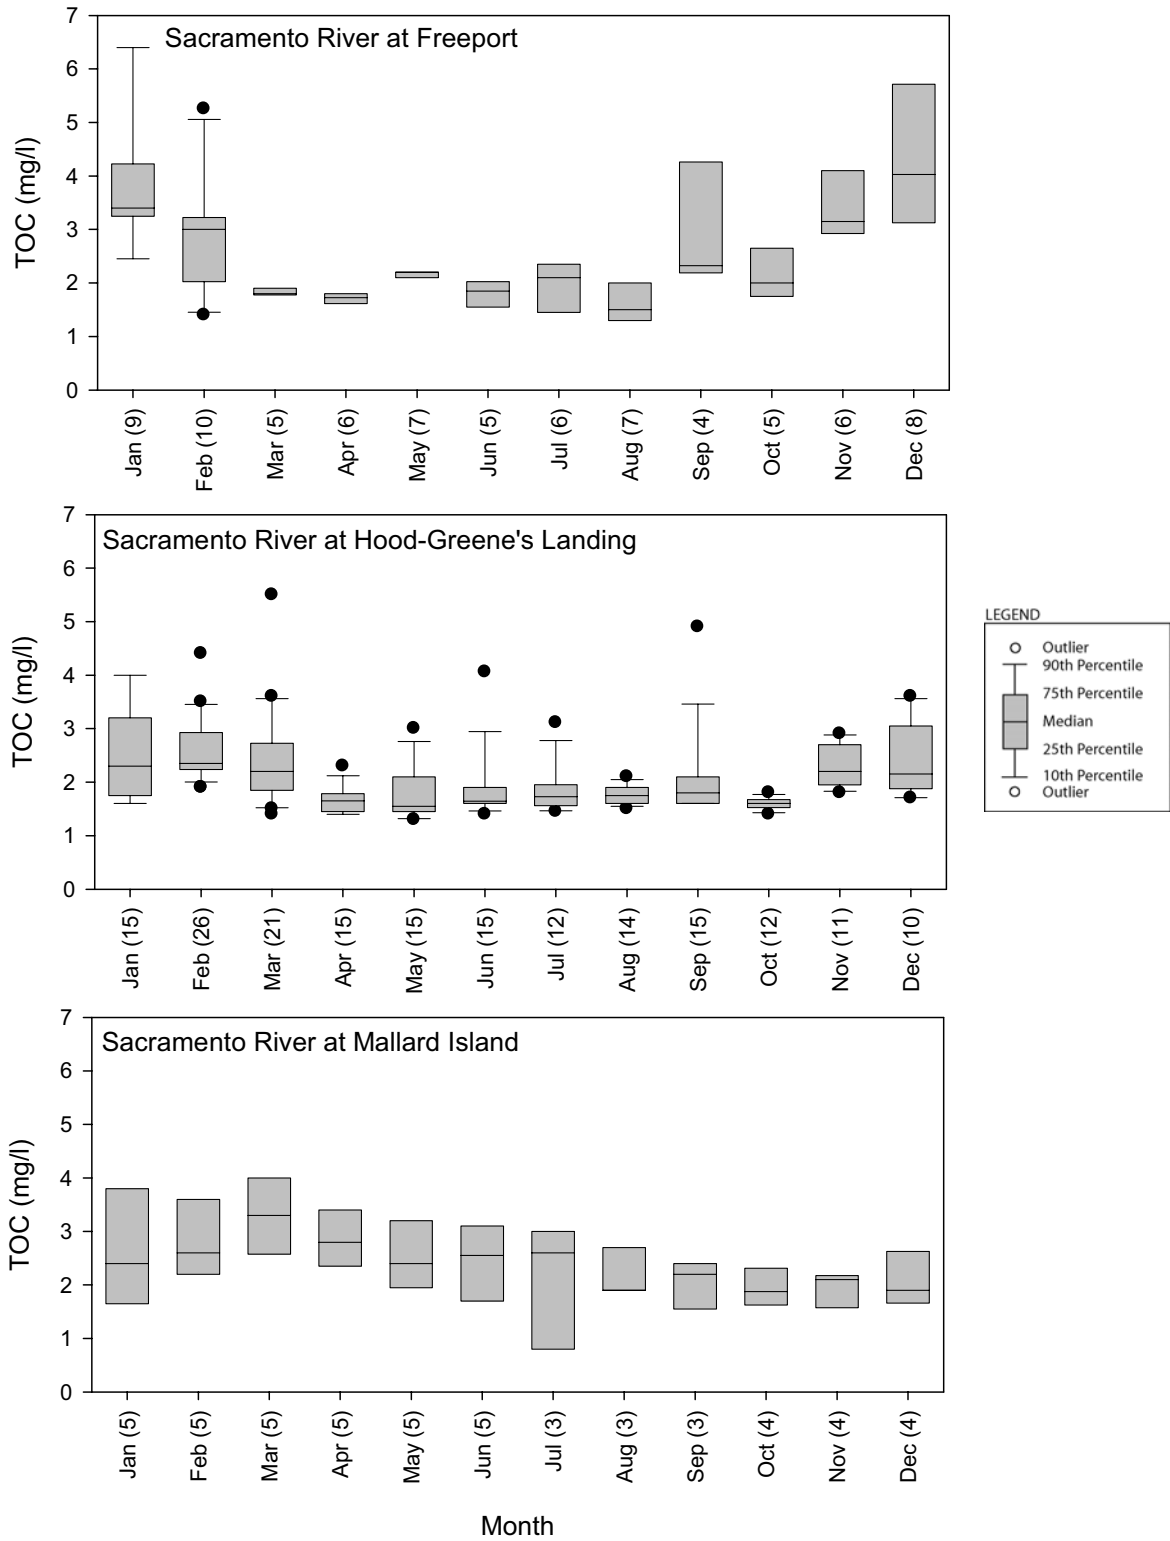 Sacramento River at Freeport
TOC (mg/l)
7
6
5
4
3
2
1
0
Jan (9)
Feb (10)
Mar (5)
Apr (6)
May (7)
Jun (5)
Jul (6)
Aug (7)
Sep (4)
Oct (5)
Nov (6)
Dec (8)
Sacramento River at Hood-Greene's Landing
TOC (mg/l)
7
6
5
4
3
2
1
0
Jan (15)
Feb (26)
Mar (21)
Apr (15)
May (15)
Jun (15)
Jul (12)
Aug (14)
Sep (15)
Oct (12)
Nov (11)
Dec (10)
LEGEND
Outlier
90th Percentile
75th Percentile
Median
25th Percentile
10th Percentile
Outlier
Sacramento River at Mallard Island
TOC (mg/l)
7
6
5
4
3
2
1
0
Jan (5)
Feb (5)
Mar (5)
Apr (5)
May (5)
Jun (5)
Jul (3)
Aug (3)
Sep (3)
Oct (4)
Nov (4)
Dec (4)
Month